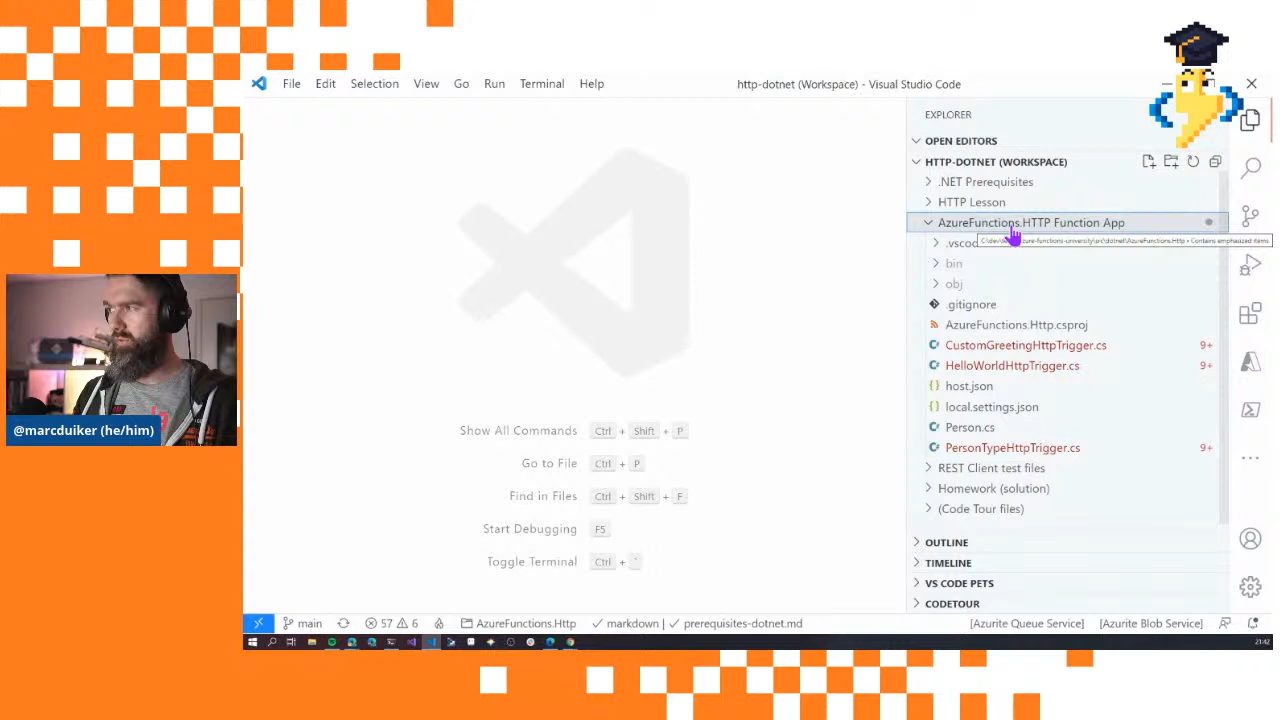 File Edit Selection View Go Run Terminal Help
http-dotnet (Workspace) - Visual Studio Code
EXPLORER
OPEN EDITORS
HTTP-DOTNET (WORKSPACE)
.NET Prerequisites
HTTP Lesson
AzureFunctions.HTTP Function App
.vscod
bin
obj
.gitignore
AzureFunctions.Http.csproj
CustomGreetingHttpTrigger.cs 9+
HelloWorldHttpTrigger.cs 9+
host.json
local.settings.json
Person.cs
PersonTypeHttpTrigger.cs 9+
REST Client test files
Homework (solution)
(Code Tour files)
OUTLINE
TIMELINE
VS CODE PETS
CODETOUR
Show All Commands Ctrl + Shift + P
Go to File Ctrl + P
Find in Files Ctrl + Shift + F
Start Debugging F5
Toggle Terminal Ctrl + `
@marcduiker (he/him)
main 57 6 AzureFunctions.Http markdown | prerequisites-dotnet.md [Azurite Queue Service] [Azurite Blob Service]
21:42